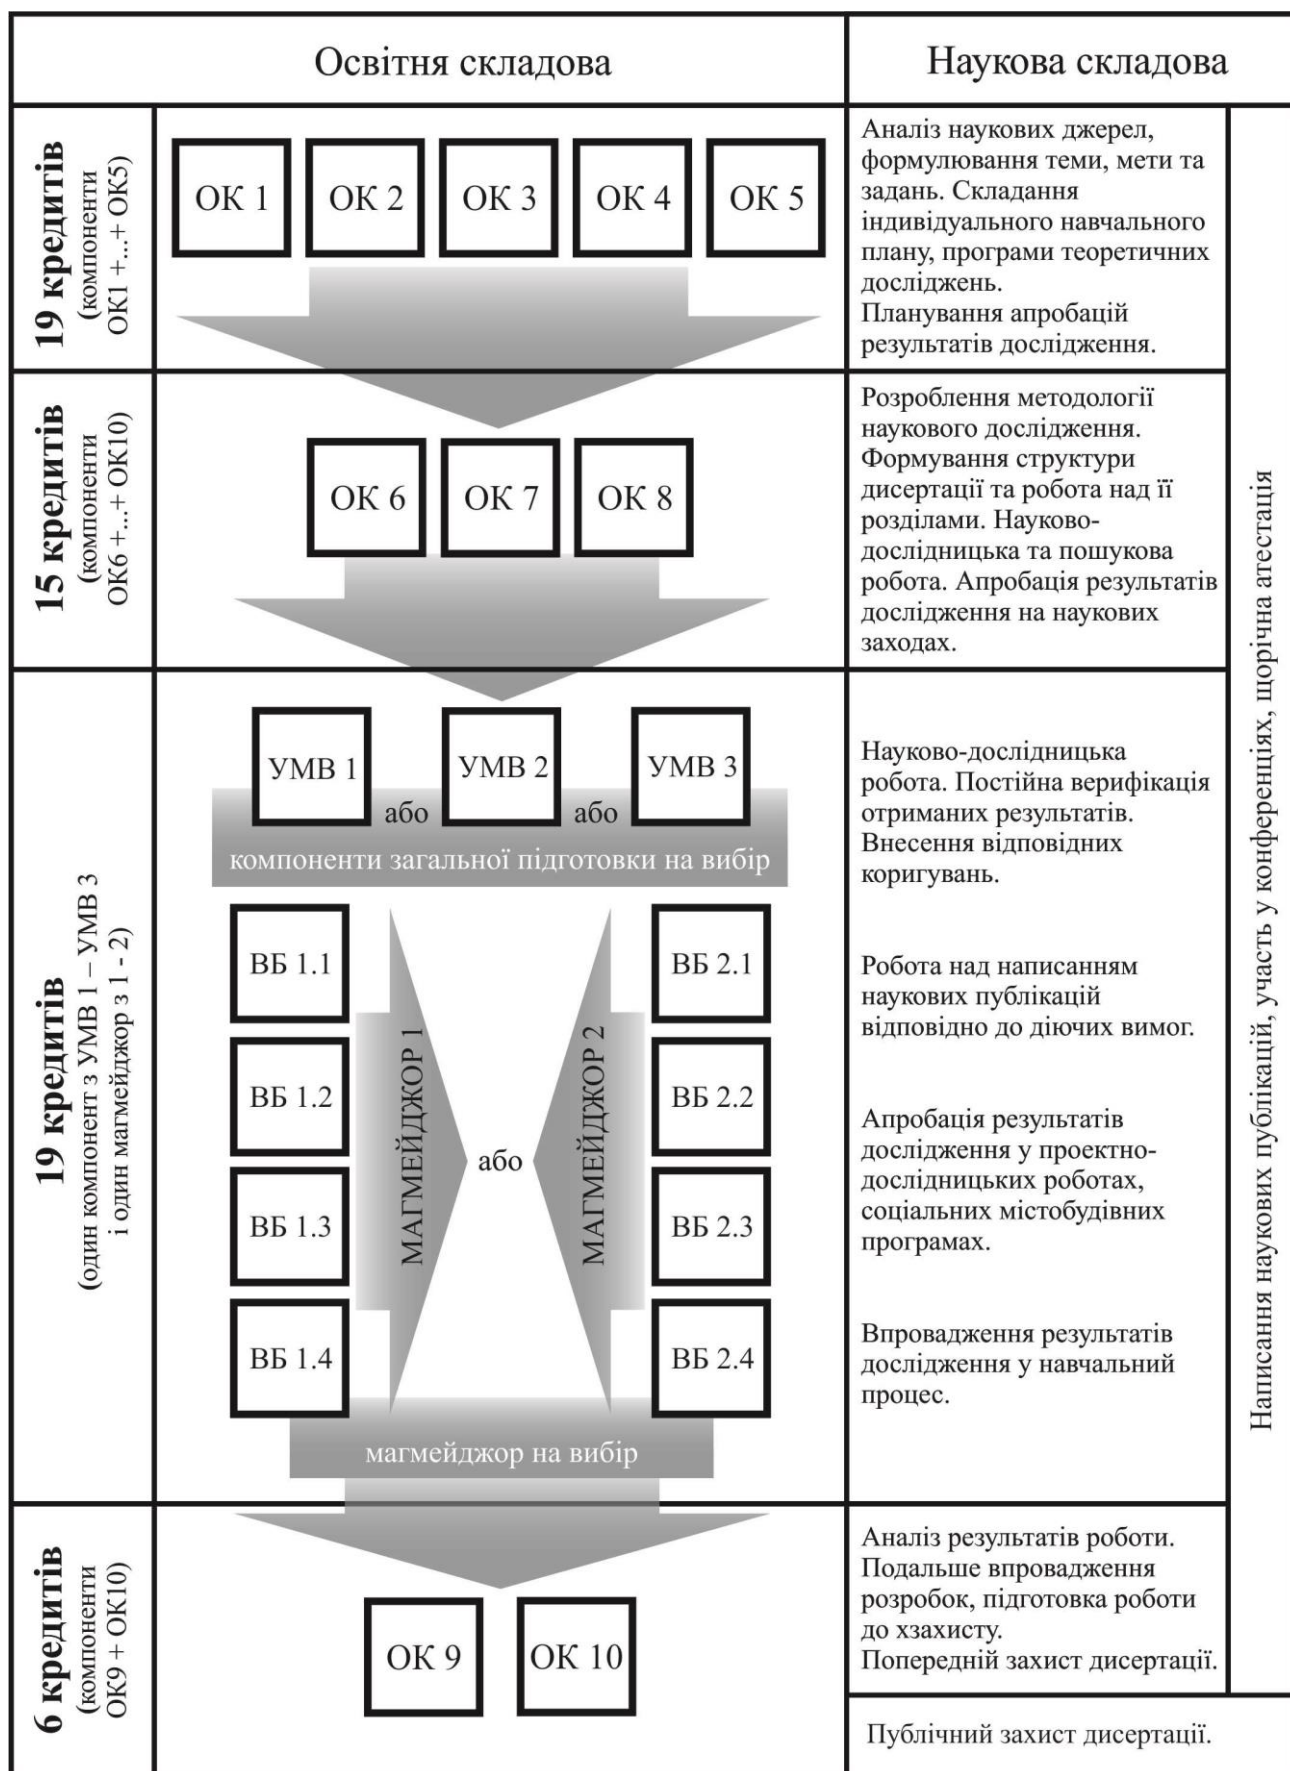 Освітня складова
Наукова складова
19 кредитів
(компоненти
ОК1 +...+ ОК5)
ОК 1
ОК 2
ОК 3
ОК 4
ОК 5
Аналіз наукових джерел,
формулювання теми, мети та
задань. Складання
індивідуального навчального
плану, програми теоретичних
досліджень.
Планування апробацій
результатів дослідження.
15 кредитів
(компоненти
ОК6 +...+ ОК10)
ОК 6
ОК 7
ОК 8
Розроблення методології
наукового дослідження.
Формування структури
дисертації та робота над її
розділами. Науково-
дослідницька та пошукова
робота. Апробація результатів
дослідження на наукових
заходах.
19 кредитів
(один компонент з УМВ 1 – УМВ 3
і один магмейджор з 1 - 2)
УМВ 1
або
УМВ 2
або
УМВ 3
компоненти загальної підготовки на вибір
ВБ 1.1
ВБ 1.2
ВБ 1.3
ВБ 1.4
МАГМЕЙДЖОР 1
або
МАГМЕЙДЖОР 2
ВБ 2.1
ВБ 2.2
ВБ 2.3
ВБ 2.4
магмейджор на вибір
Науково-дослідницька
робота. Постійна верифікація
отриманих результатів.
Внесення відповідних
коригувань.
Робота над написанням
наукових публікацій
відповідно до діючих вимог.
Апробація результатів
дослідження у проектно-
дослідницьких роботах,
соціальних містобудівних
програмах.
Впровадження результатів
дослідження у навчальний
процес.
6 кредитів
(компоненти
ОК9 + ОК10)
ОК 9
ОК 10
Аналіз результатів роботи.
Подальше впровадження
розробок, підготовка роботи
до хзахисту.
Попередній захист дисертації.
Публічний захист дисертації.
Написання наукових публікацій, участь у конференціях, щорічна атестація